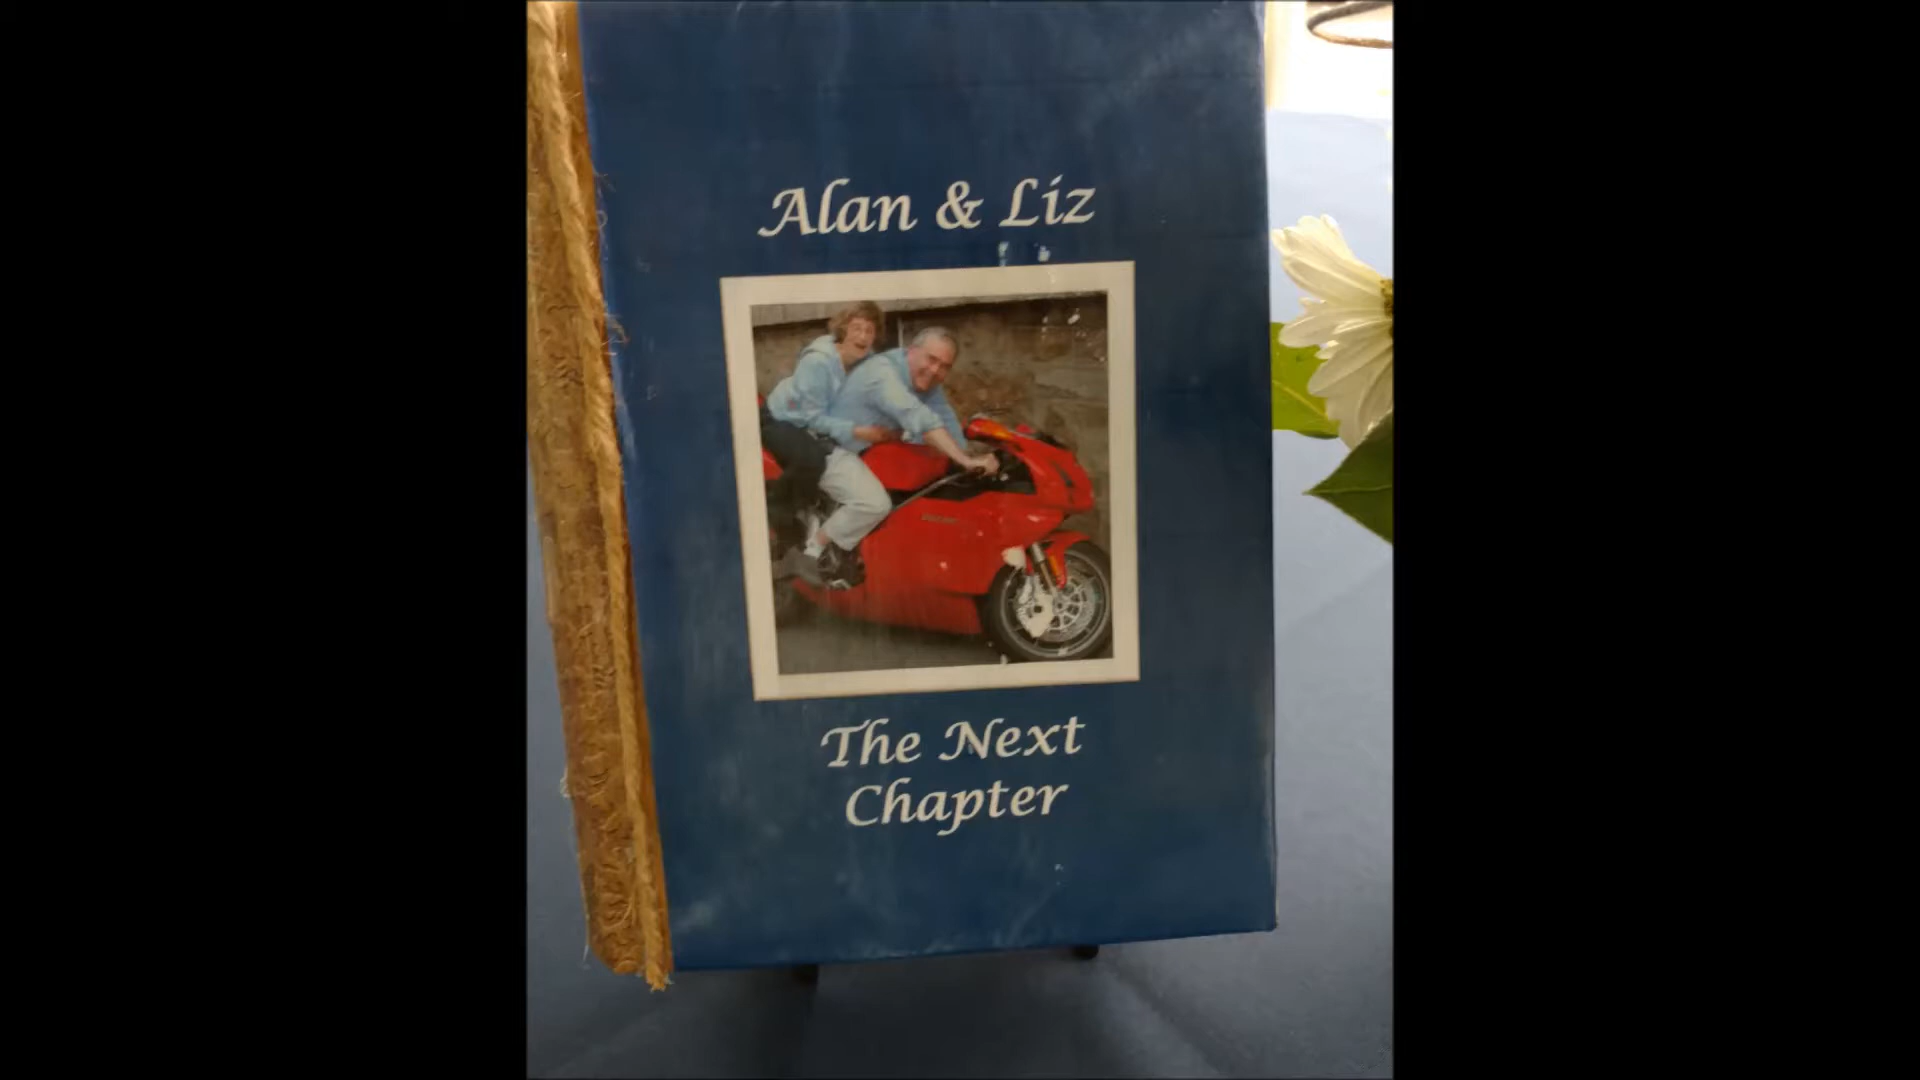 Alan & Liz
The Next
Chapter